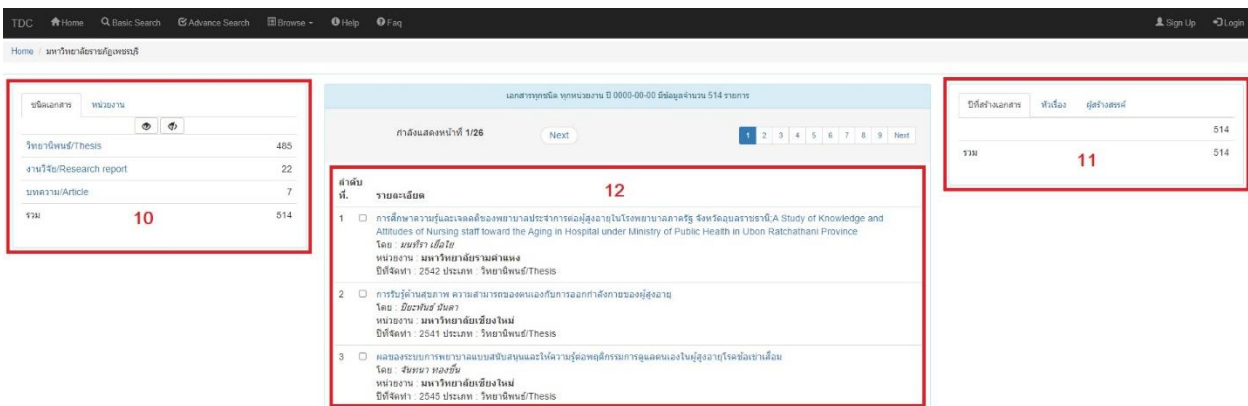 TDC Home Basic Search Advance Search Browse Help Faq Sign Up Login
Home / มหาวิทยาลัยราชภัฏเพชรบุรี
ชนิดเอกสาร หน่วยงาน
วิทยานิพนธ์/Thesis 485
งานวิจัย/Research report 22
บทความ/Article 7
รวม 514
10
เอกสารทุกชนิด ทุกหน่วยงาน ปี 0000-00-00 มีข้อมูลจำนวน 514 รายการ
กำลังแสดงหน้าที่ 1/26 Next 1 2 3 4 5 6 7 8 9 Next
ลำดับ
ที่. รายละเอียด
12
1 การศึกษาความรู้และเจตคติของพยาบาลประจำการต่อผู้สูงอายุในโรงพยาบาลภาครัฐ จังหวัดอุบลราชธานี;A Study of Knowledge and
Attitudes of Nursing staff toward the Aging in Hospital under Ministry of Public Health in Ubon Ratchathani Province
โดย : มนทิรา เยื่อใย
หน่วยงาน : มหาวิทยาลัยรามคำแหง
ปีที่จัดทำ : 2542 ประเภท : วิทยานิพนธ์/Thesis
2 การรับรู้ด้านสุขภาพ ความสามารถของตนเองกับการออกกำลังกายของผู้สูงอายุ
โดย : ปิยะพันธ์ นันตา
หน่วยงาน : มหาวิทยาลัยเชียงใหม่
ปีที่จัดทำ : 2541 ประเภท : วิทยานิพนธ์/Thesis
3 ผลของระบบการพยาบาลแบบสนับสนุนและให้ความรู้ต่อพฤติกรรมการดูแลตนเองในผู้สูงอายุโรคข้อเข่าเสื่อม
โดย : จันทนา ทองชื่น
หน่วยงาน : มหาวิทยาลัยเชียงใหม่
ปีที่จัดทำ : 2545 ประเภท : วิทยานิพนธ์/Thesis
ปีที่สร้างเอกสาร หัวเรื่อง ผู้สร้างสรรค์
514
รวม 514
11